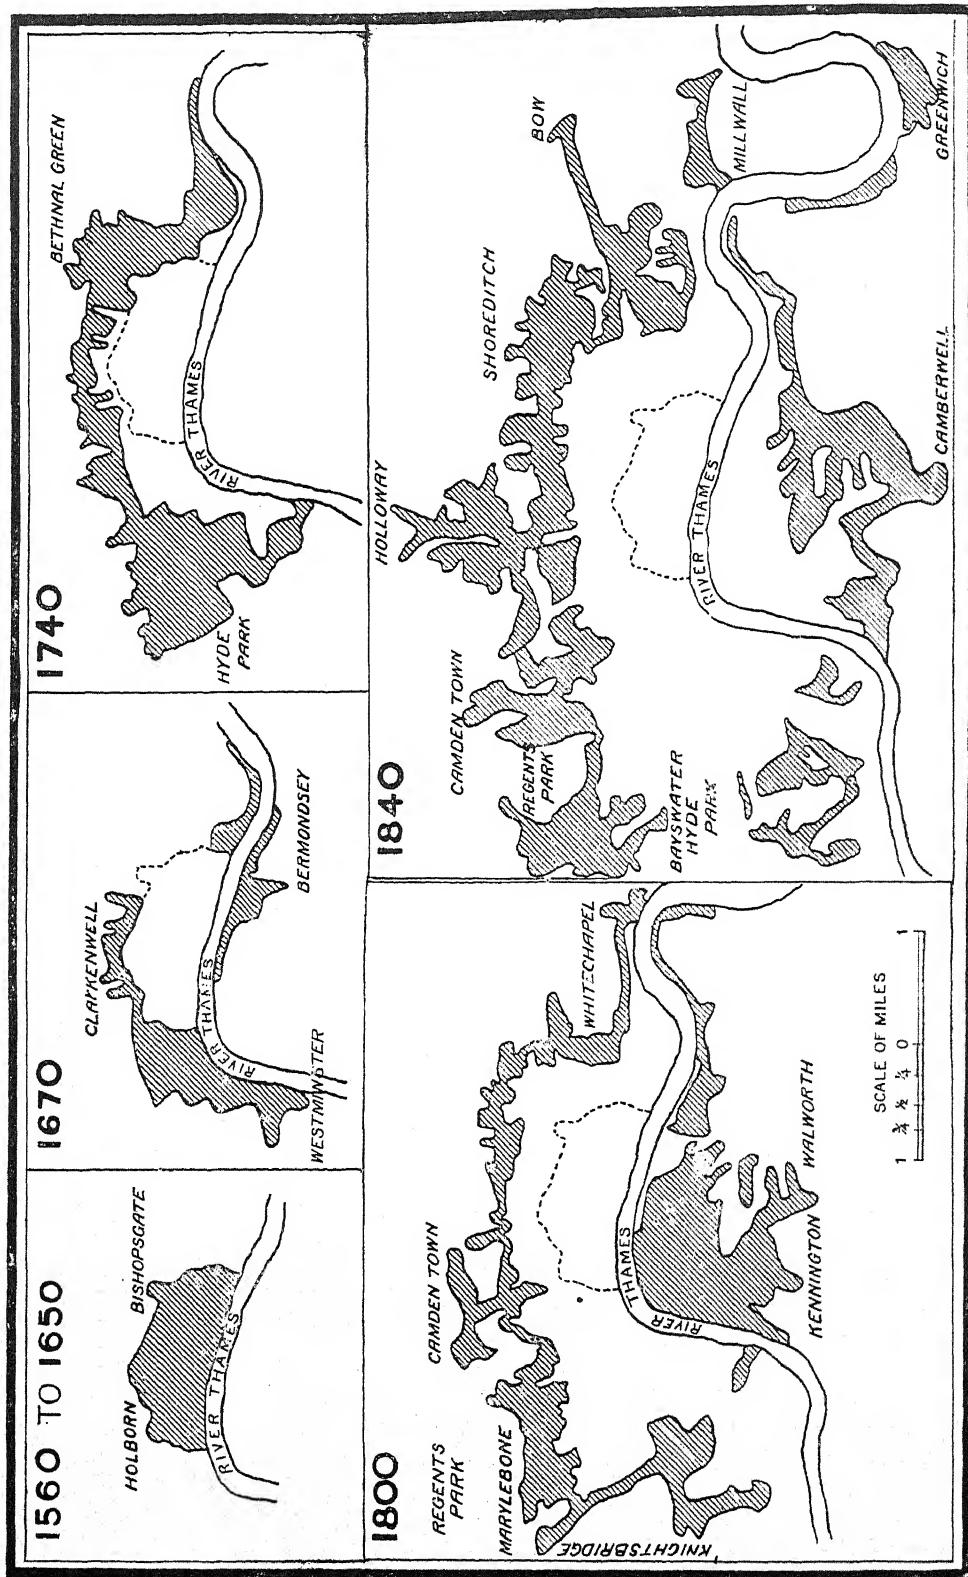 1560 TO 1650
HOLBORN
BISHOPSGATE
RIVER THAMES
1670
CLAYKENWELL
RIVER THAMES
WESTMINSTER
BERMONDSEY
1740
BETHNAL GREEN
RIVER THAMES
HYDE
PARK
1800
REGENTS
PARK
CAMDEN TOWN
MARYLEBONE
WHITECHAPEL
KNIGHTSBRIDGE
RIVER THAMES
KENNINGTON
WALWORTH
SCALE OF MILES
1 ¾ ½ ¼ 0 1
1840
HOLLOWAY
CAMDEN TOWN
SHOREDITCH
BOW
REGENTS
PARK
BAYSWATER
HYDE
PARK
RIVER THAMES
MILLWALL
GREENWICH
CAMBERWELL